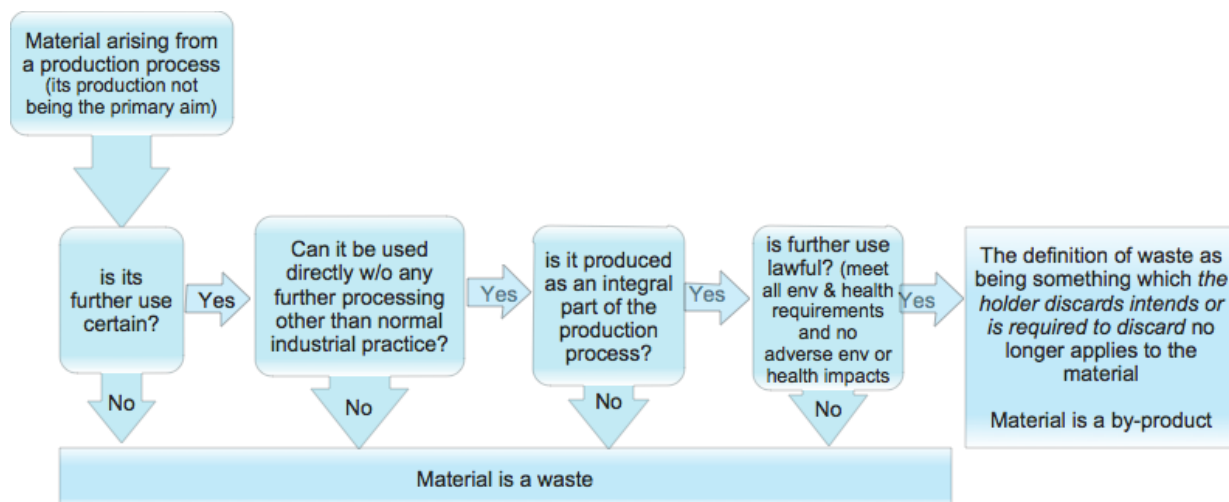 Material arising from
a production process
(its production not
being the primary aim)
is its
further use
certain?
Yes
Can it be used
directly w/o any
further processing
other than normal
industrial practice?
Yes
is it produced
as an integral
part of the
production
process?
Yes
is further use
lawful? (meet
all env & health
requirements
and no
adverse env or
health impacts
Yes
The definition of waste as
being something which the
holder discards intends or
is required to discard no
longer applies to the
material
Material is a by-product
No
No
No
No
Material is a waste